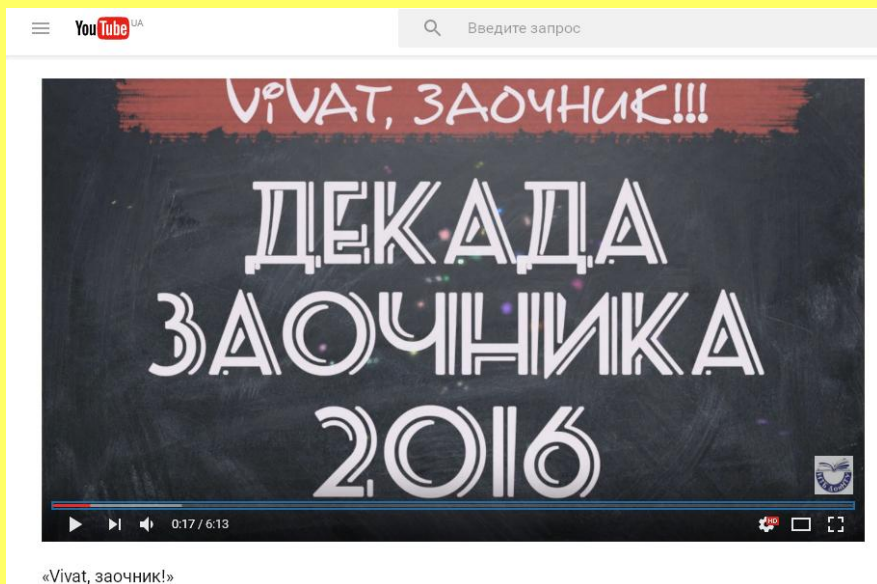 YouTube UA
Введите запрос
ViVAT, ЗАОЧНИК!!!
ДЕКАДА
ЗАОЧНИКА
2016
0:17 / 6:13
HD
«Vivat, заочник!»